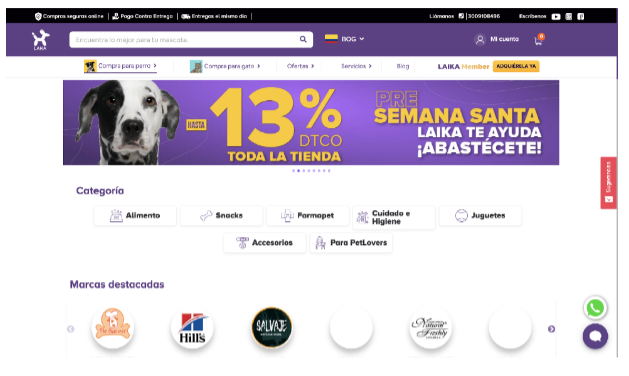 Compras seguras online | Pago Contra Entrega | Entregas el mismo día |
Llámanos 3009108496 Escríbenos
LAIKA
Encuentra lo mejor para tu mascota.
BOG
Mi cuenta
0
Compra para perro
Compra para gato
Ofertas
Servicios
Blog
LAIKA Member ADQUIÉRELA YA
HASTA 13% DTCO
TODA LA TIENDA
PRE
SEMANA SANTA
LAIKA TE AYUDA
¡ABASTÉCETE!
Sugerencias
Categoría
Alimento
Snacks
Farmapet
Cuidado e
Higiene
Juguetes
Accesorios
Para PetLovers
Marcas destacadas
Hill's
SALVAJE
Natural
Freshly